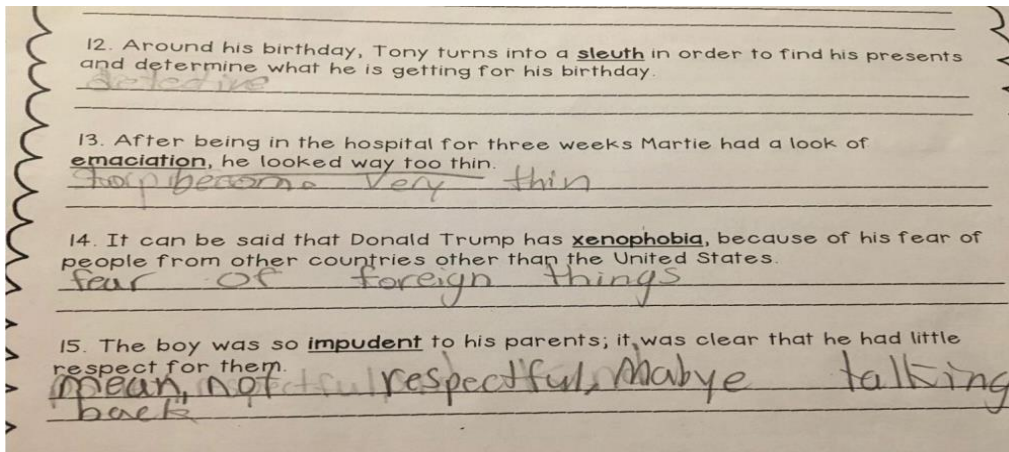 12. Around his birthday, Tony turns into a sleuth in order to find his presents
and determine what he is getting for his birthday.
detective
13. After being in the hospital for three weeks Martie had a look of
emaciation, he looked way too thin.
become very thin
14. It can be said that Donald Trump has xenophobia, because of his fear of
people from other countries other than the United States.
fear of foreign things
15. The boy was so impudent to his parents; it was clear that he had little
respect for them.
mean, not respectful, mabye talking
back